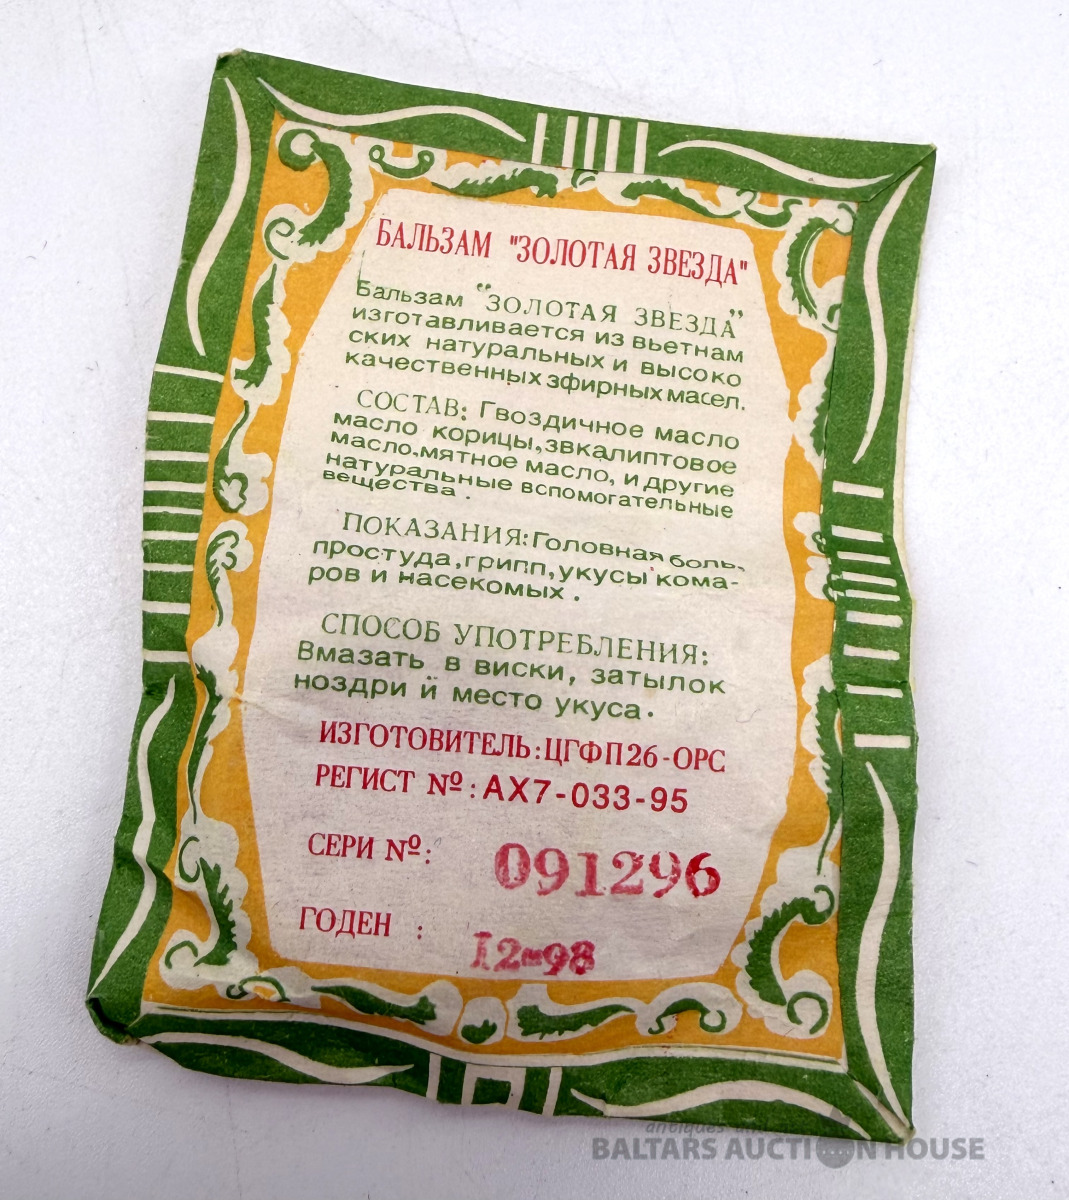 БАЛЬЗАМ "ЗОЛОТАЯ ЗВЕЗДА"
Бальзам “ЗОЛОТАЯ ЗВЕЗДА”
изготавливается из вьетнам
ских натуральных и высоко
качественных зфирных масел.
СОСТАВ: Гвоздичное масло
масло корицы,звкалиптовое
масло.мятное масло, и другие
натуральные вспомогательные
вещества .
ПОКАЗАНИЯ: Головная боль,
простуда,грипп,укусы кома-
ров и насекомых .
СПОСОБ УПОТРЕБЛЕНИЯ:
Вмазать в виски, затылок
ноздри й место укуса.
ИЗГОТОВИТЕЛЬ:ЦГФП26-ОРС
РЕГИСТ №: АХ7-033-95
СЕРИ №: 091296
ГОДЕН : 12-98
antiques and
BALTARS AUCTION HOUSE